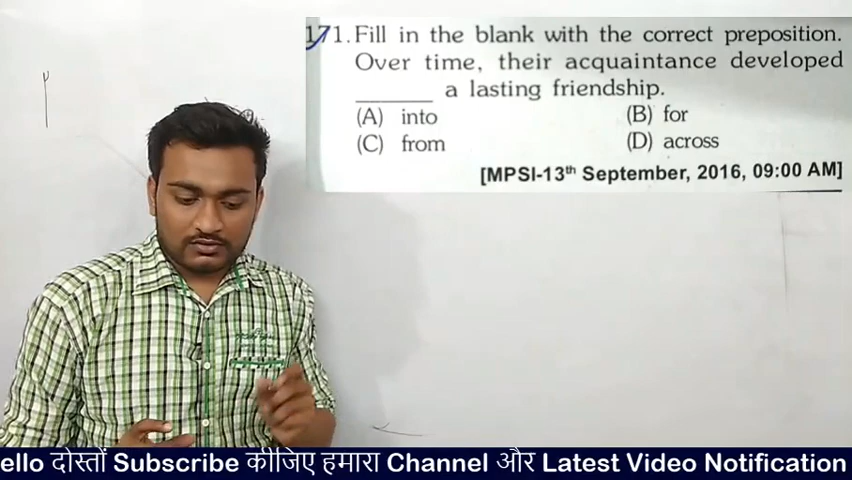 171. Fill in the blank with the correct preposition.
Over time, their acquaintance developed
_______ a lasting friendship.
(A) into (B) for
(C) from (D) across
[MPSI-13th September, 2016, 09:00 AM]
ello दोस्तों Subscribe कीजिए हमारा Channel और Latest Video Notification